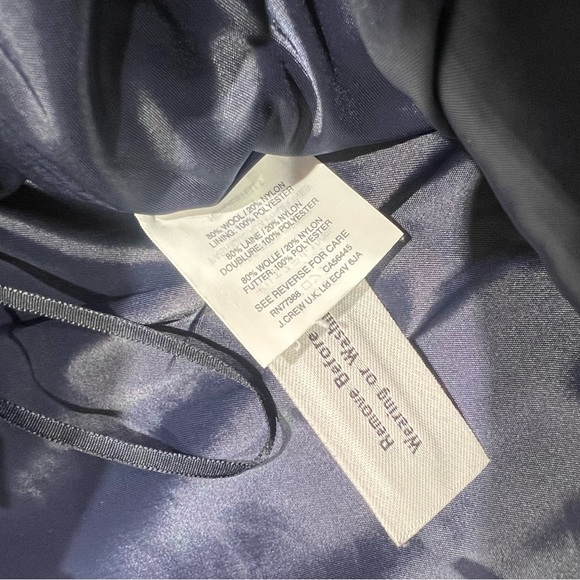 80% WOOL / 20% NYLON
LINING: 100% POLYESTER
80% LAINE / 20% NYLON
DOUBLURE: 100% POLYESTER
80% WOLLE / 20% NYLON
FUTTER: 100% POLYESTER
SEE REVERSE FOR CARE
RN77388 CA56445
J.CREW U.K. Ltd EC4V 6JA
Remove Before
Wearing or Washi